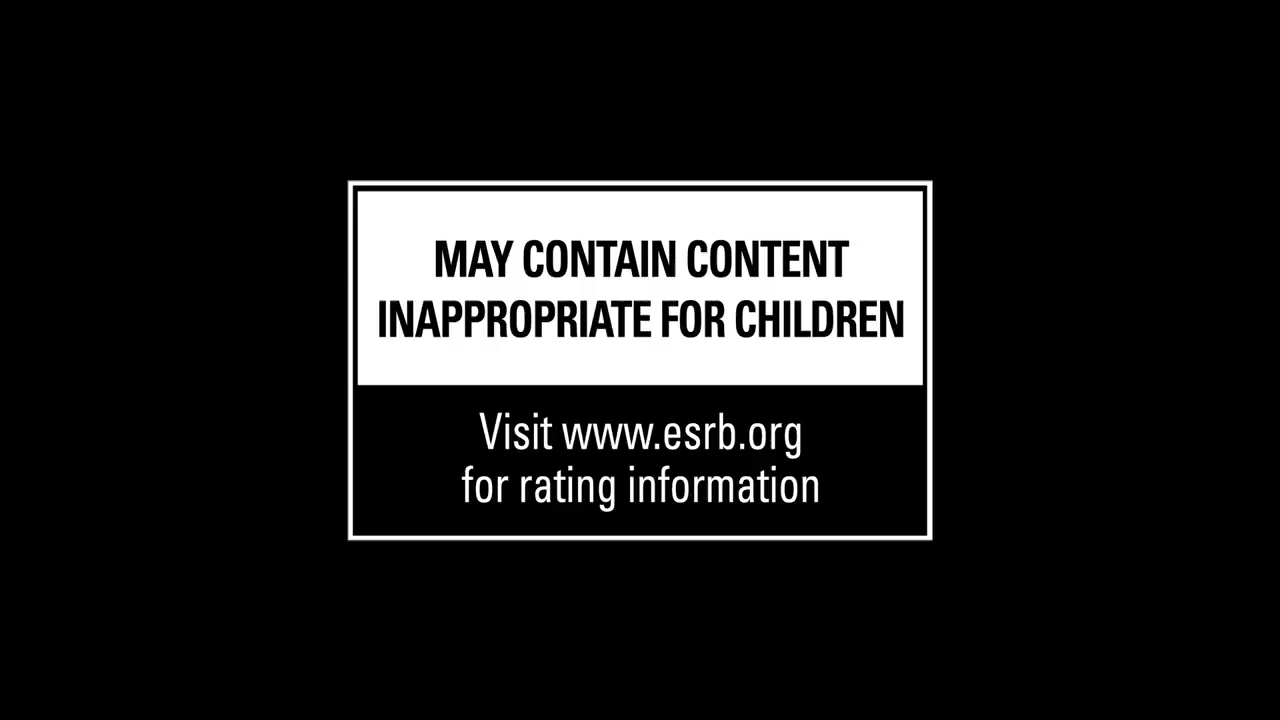 MAY CONTAIN CONTENT
INAPPROPRIATE FOR CHILDREN
Visit www.esrb.org
for rating information